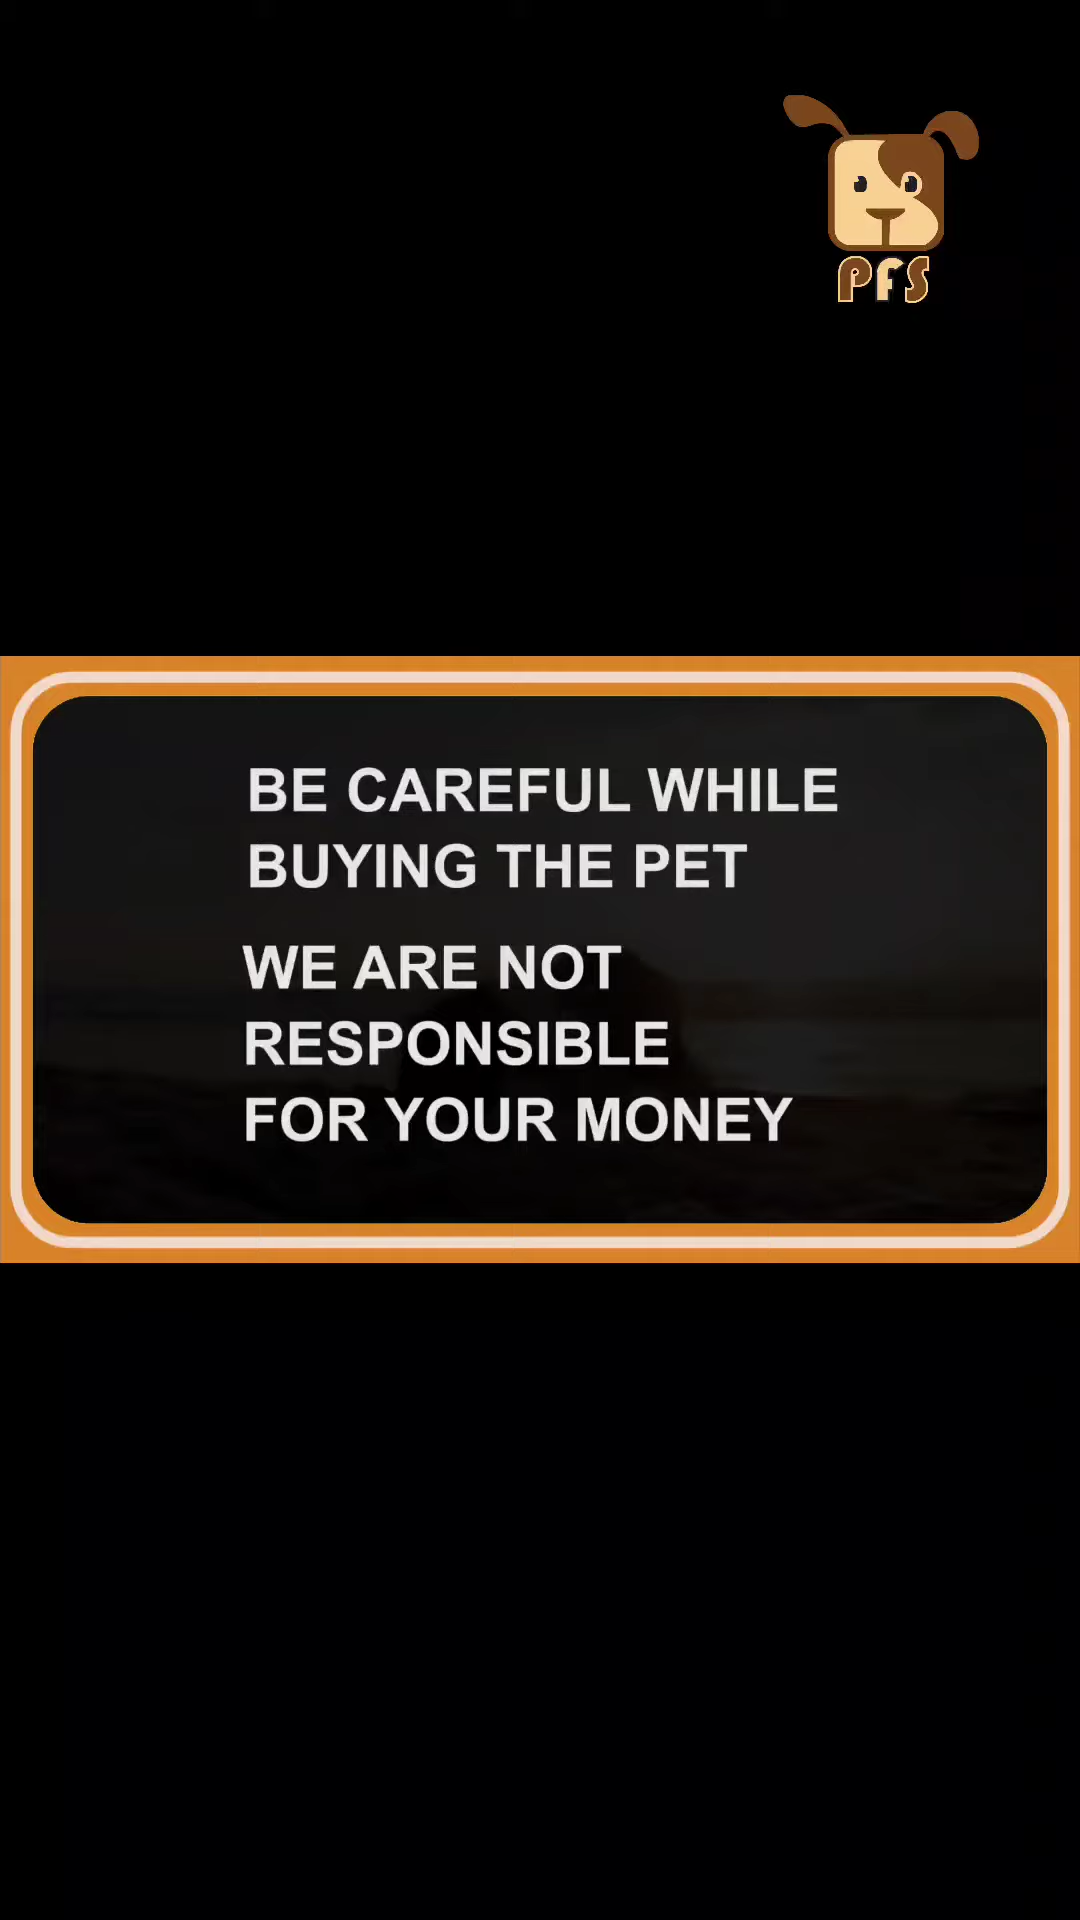 PFS
BE CAREFUL WHILE
BUYING THE PET
WE ARE NOT
RESPONSIBLE
FOR YOUR MONEY